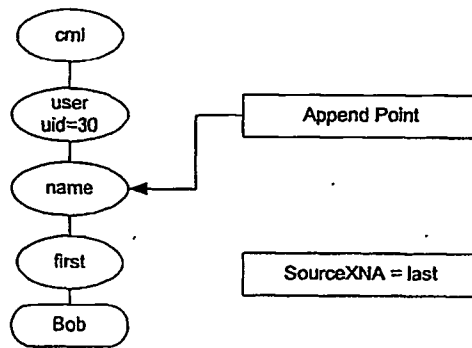 cml
user
uid=30
Append Point
name
first
SourceXNA = last
Bob